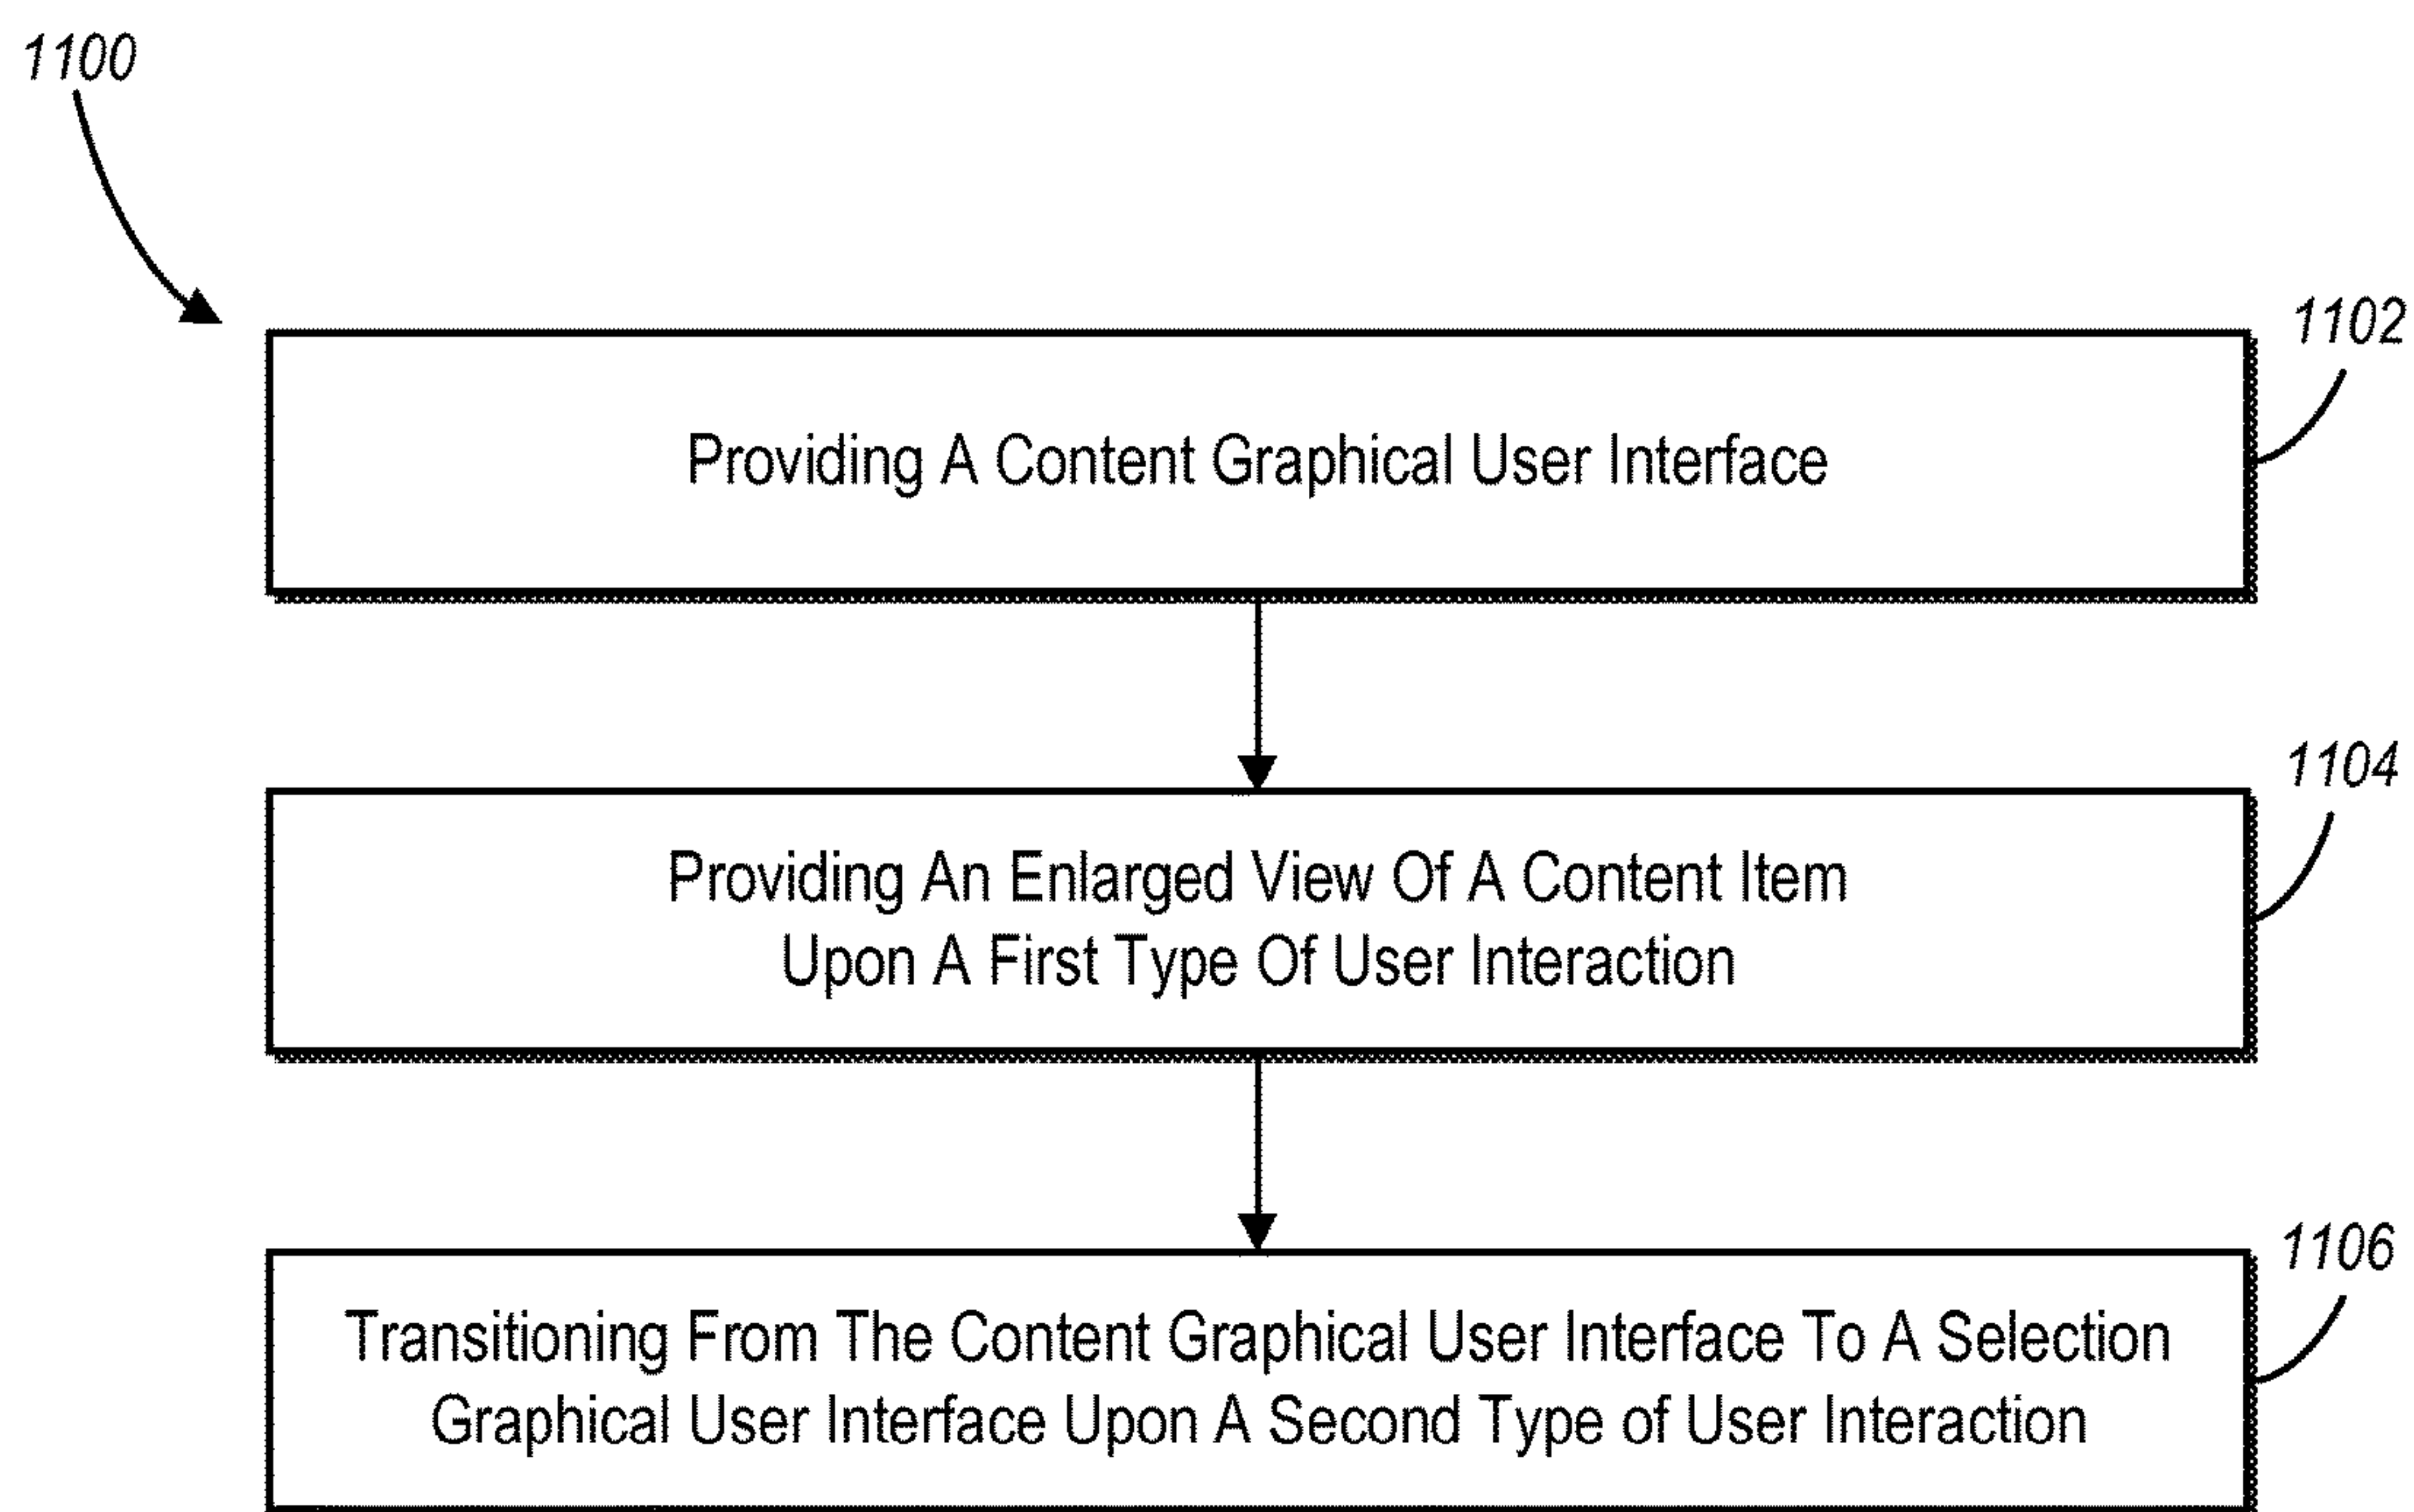 1100
1102
Providing A Content Graphical User Interface
1104
Providing An Enlarged View Of A Content Item
Upon A First Type Of User Interaction
1106
Transitioning From The Content Graphical User Interface To A Selection
Graphical User Interface Upon A Second Type of User Interaction